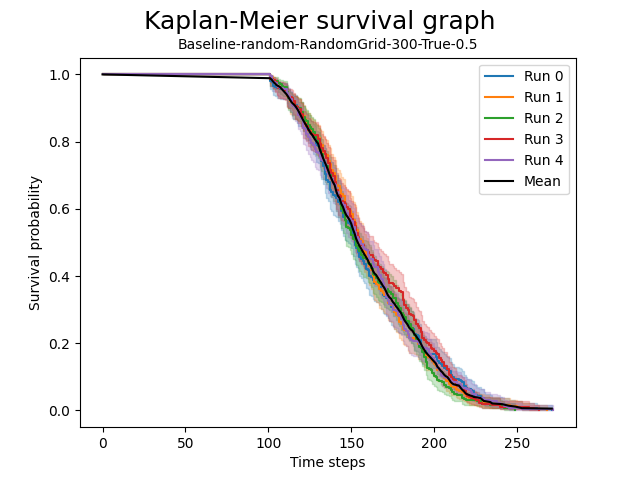 Kaplan-Meier survival graph
Baseline-random-RandomGrid-300-True-0.5
Survival probability
1.0
0.8
0.6
0.4
0.2
0.0
Run 0
Run 1
Run 2
Run 3
Run 4
Mean
0 50 100 150 200 250
Time steps